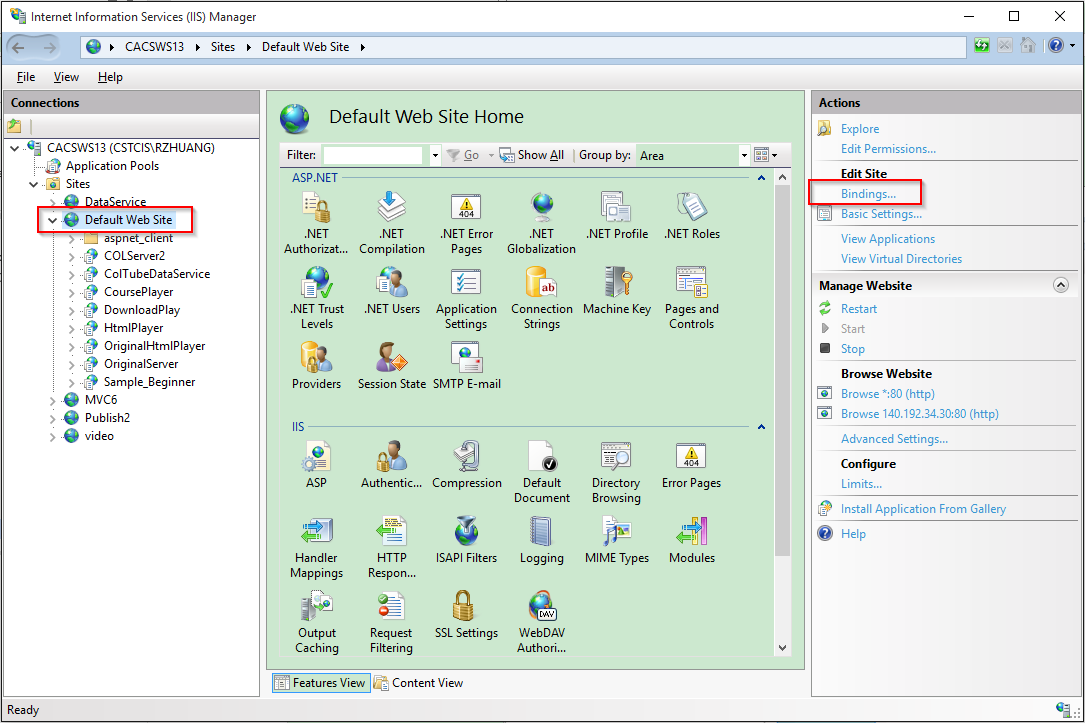 Internet Information Services (IIS) Manager
CACSWS13 Sites Default Web Site
File View Help
Connections
CACSWS13 (CSTCIS\RZHUANG)
Application Pools
Sites
DataService
Default Web Site
aspnet_client
COLServer2
ColTubeDataService
CoursePlayer
DownloadPlay
HtmlPlayer
OriginalHtmlPlayer
OriginalServer
Sample_Beginner
MVC6
Publish2
video
Default Web Site Home
Filter: Go Show All Group by: Area
ASP.NET
.NET Authorizat...
.NET Compilation
.NET Error Pages
.NET Globalization
.NET Profile
.NET Roles
.NET Trust Levels
.NET Users
Application Settings
Connection Strings
Machine Key
Pages and Controls
Providers
Session State
SMTP E-mail
IIS
ASP
Authentic...
Compression
Default Document
Directory Browsing
Error Pages
Handler Mappings
HTTP Respon...
ISAPI Filters
Logging
MIME Types
Modules
Output Caching
Request Filtering
SSL Settings
WebDAV Authori...
Features View Content View
Actions
Explore
Edit Permissions...
Edit Site
Bindings...
Basic Settings...
View Applications
View Virtual Directories
Manage Website
Restart
Start
Stop
Browse Website
Browse *:80 (http)
Browse 140.192.34.30:80 (http)
Advanced Settings...
Configure
Limits...
Install Application From Gallery
Help
Ready